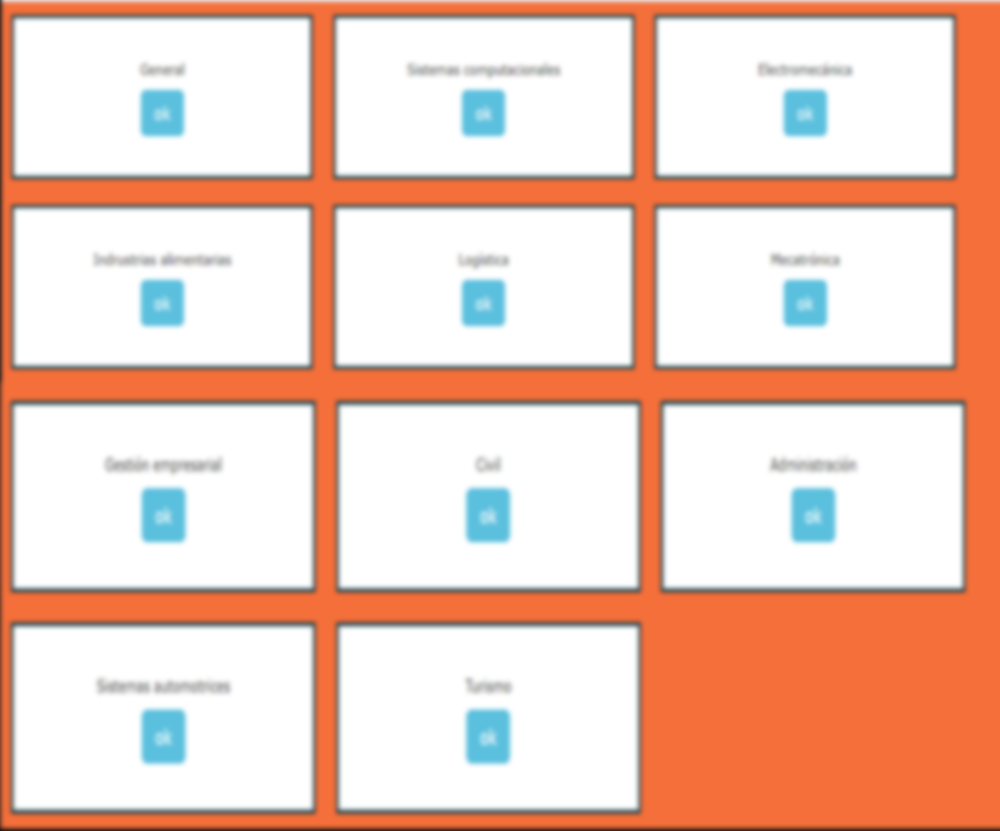 General
ok
Sistemas computacionales
ok
Electromecánica
ok
Indrustrias alimentarias
ok
Logística
ok
Mecatrónica
ok
Gestión empresarial
ok
Civil
ok
Administración
ok
Sistemas automotrices
ok
Turismo
ok